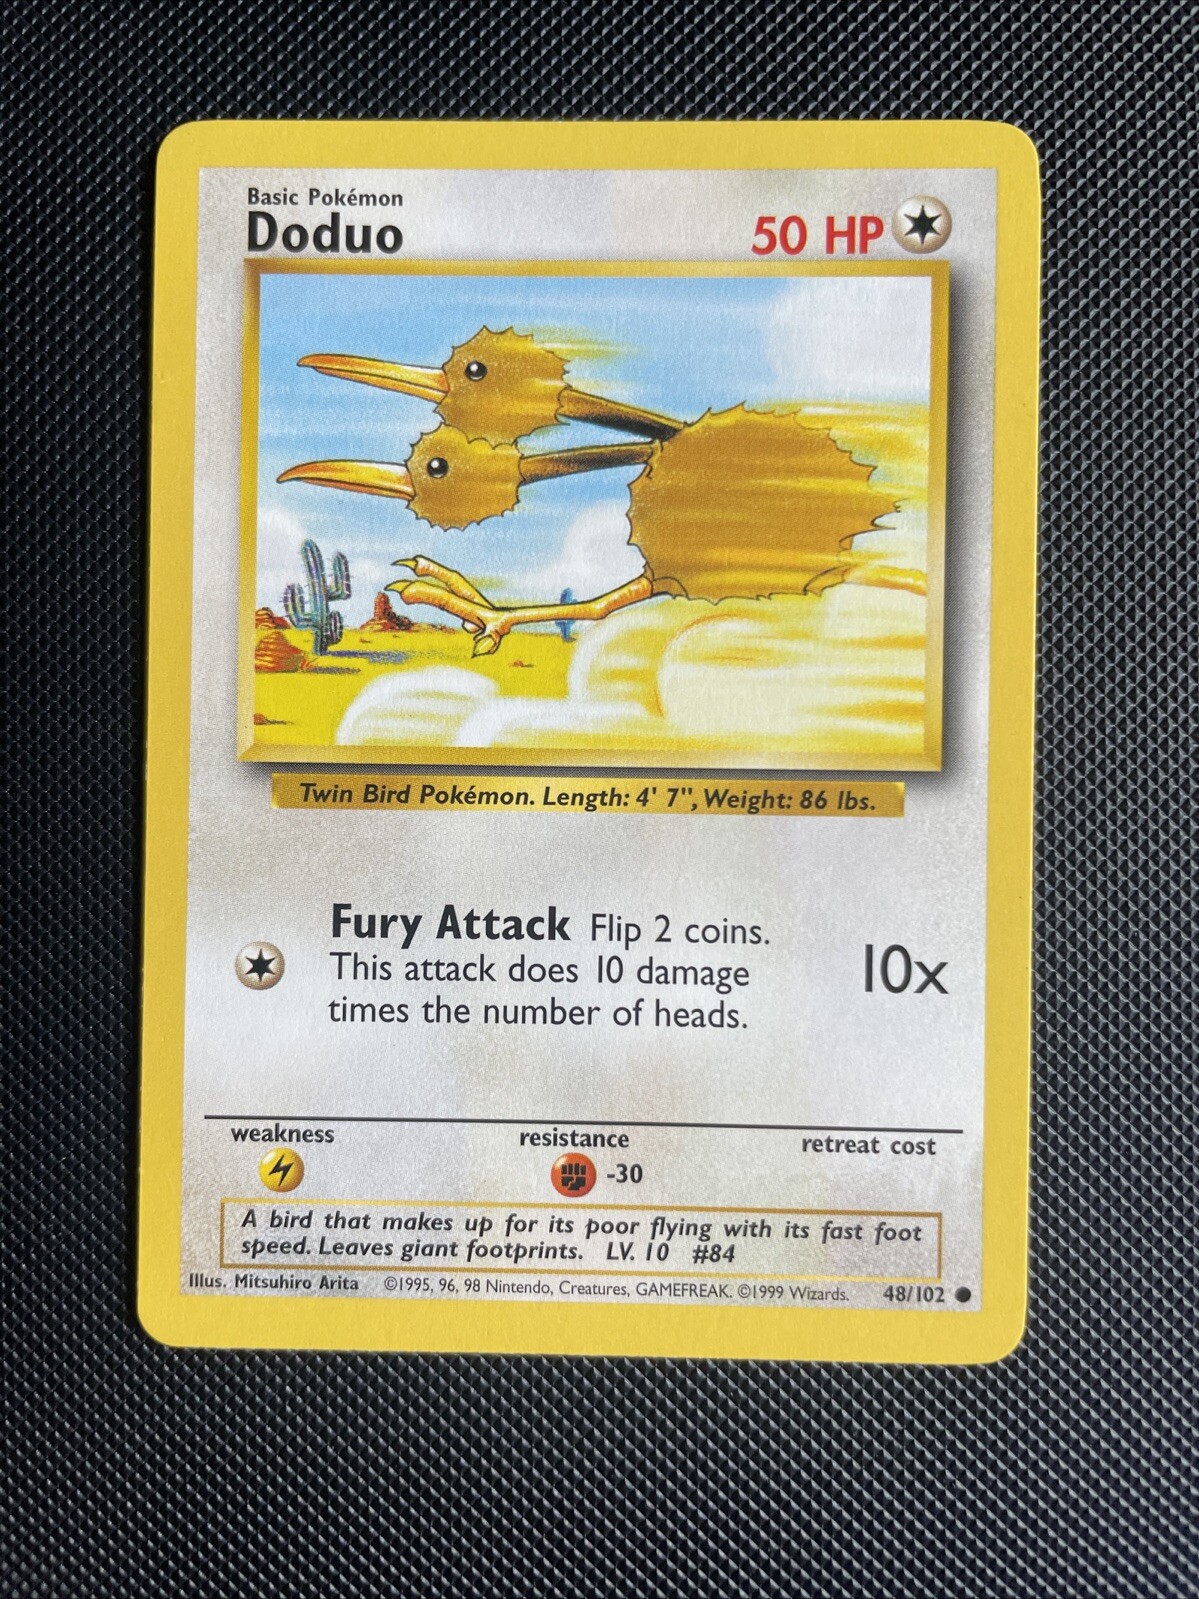 Basic Pokémon
Doduo
50 HP
Twin Bird Pokémon. Length: 4' 7", Weight: 86 lbs.
Fury Attack Flip 2 coins.
This attack does 10 damage
times the number of heads.
10x
weakness
resistance
retreat cost
-30
A bird that makes up for its poor flying with its fast foot
speed. Leaves giant footprints. LV. 10 #84
Illus. Mitsuhiro Arita ©1995, 96, 98 Nintendo, Creatures, GAMEFREAK. ©1999 Wizards. 48/102